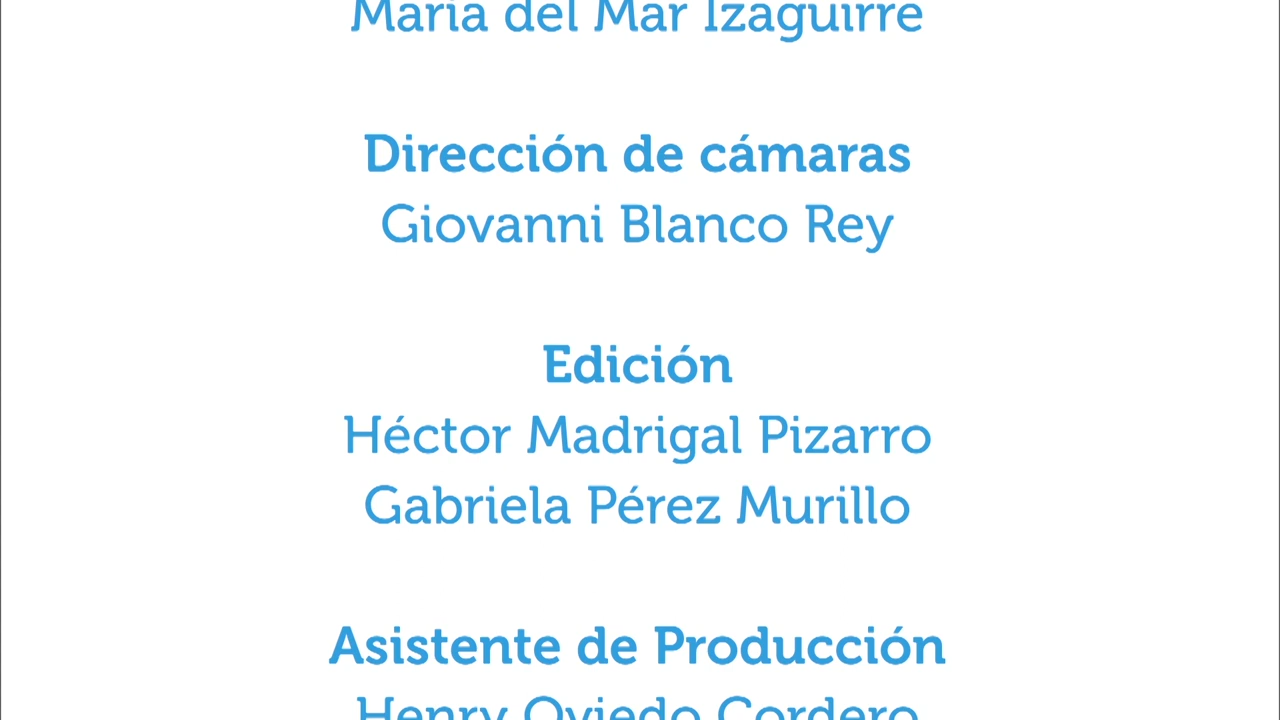 María del Mar Izaguirre
Dirección de cámaras
Giovanni Blanco Rey
Edición
Héctor Madrigal Pizarro
Gabriela Pérez Murillo
Asistente de Producción
Henry Oviedo Cordero